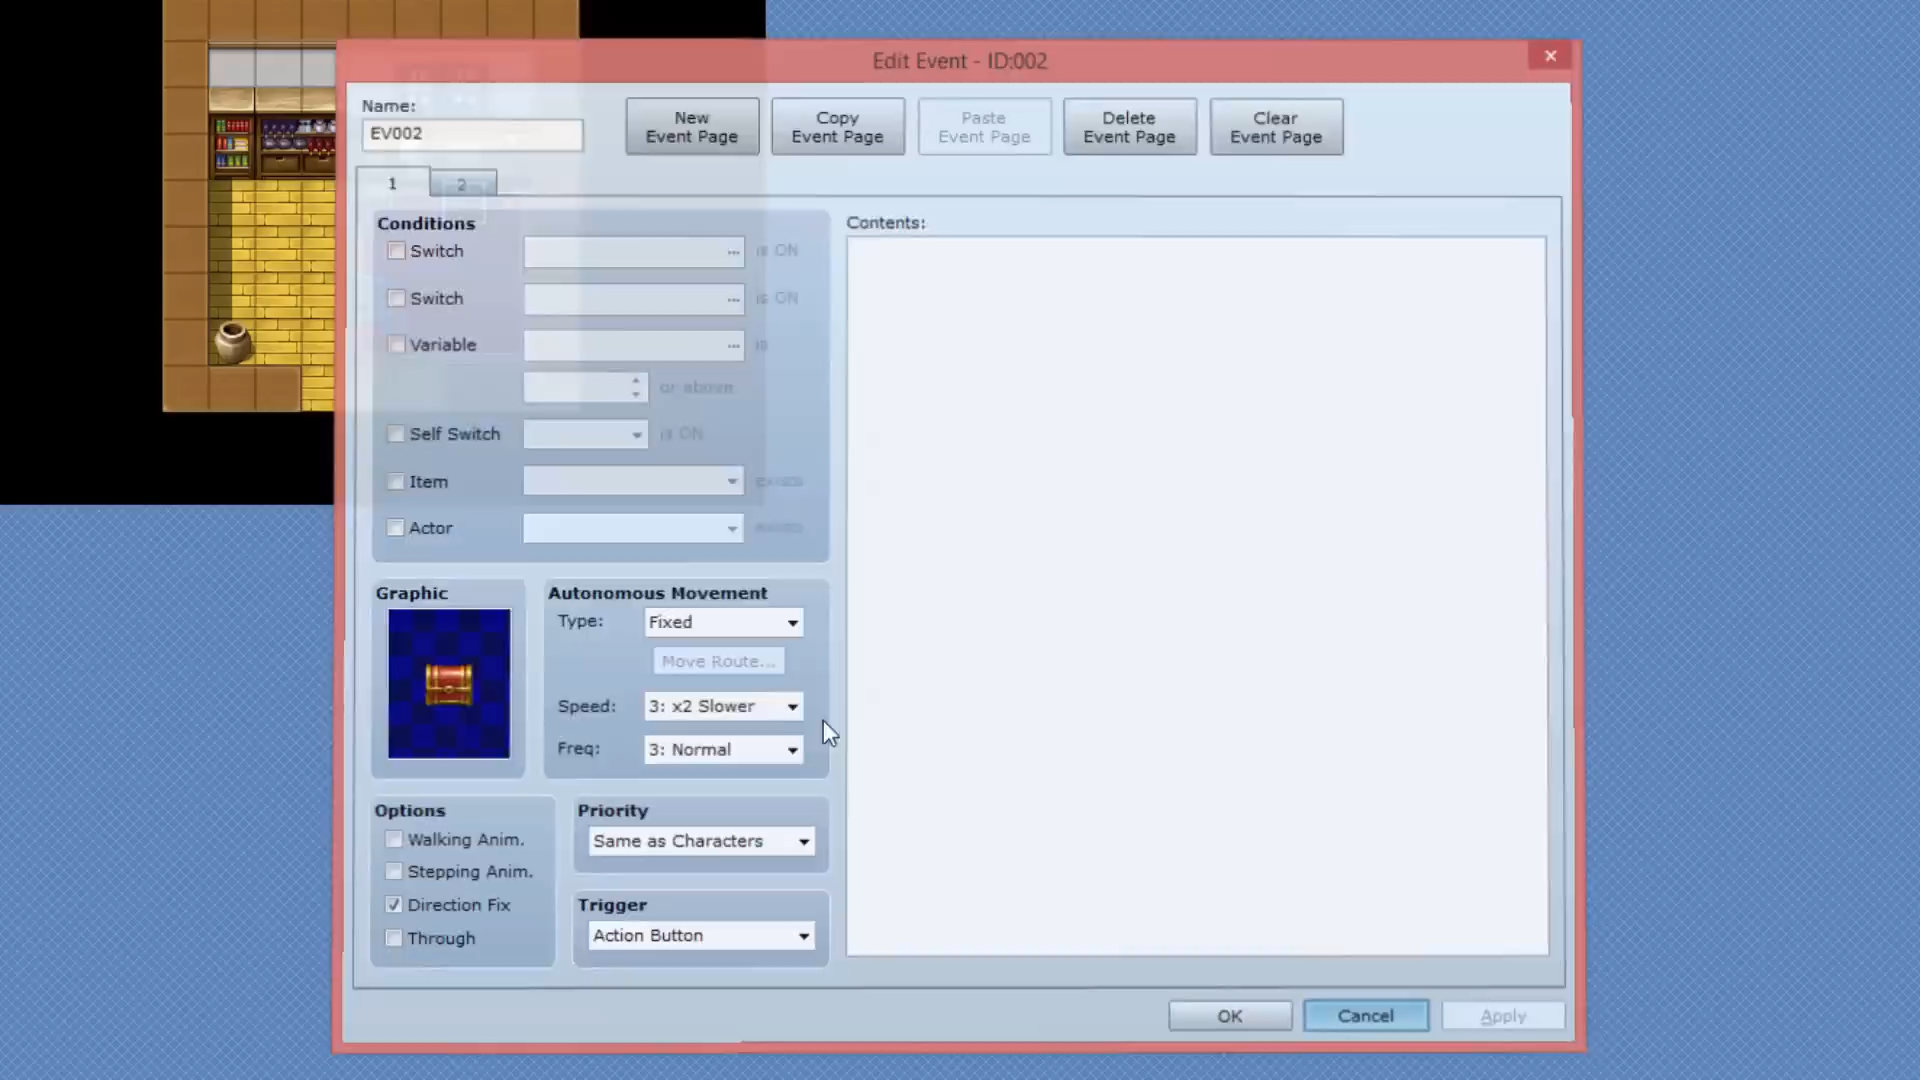 Edit Event - ID:002
Name:
EV002
New Event Page
Copy Event Page
Paste Event Page
Delete Event Page
Clear Event Page
1
2
Conditions
Contents:
Switch ... is ON
Switch ... is ON
Variable ... is
or above
Self Switch is ON
Item exists
Actor exists
Graphic
Autonomous Movement
Type: Fixed
Move Route...
Speed: 3: x2 Slower
Freq: 3: Normal
Options
Walking Anim.
Stepping Anim.
Direction Fix
Through
Priority
Same as Characters
Trigger
Action Button
OK
Cancel
Apply